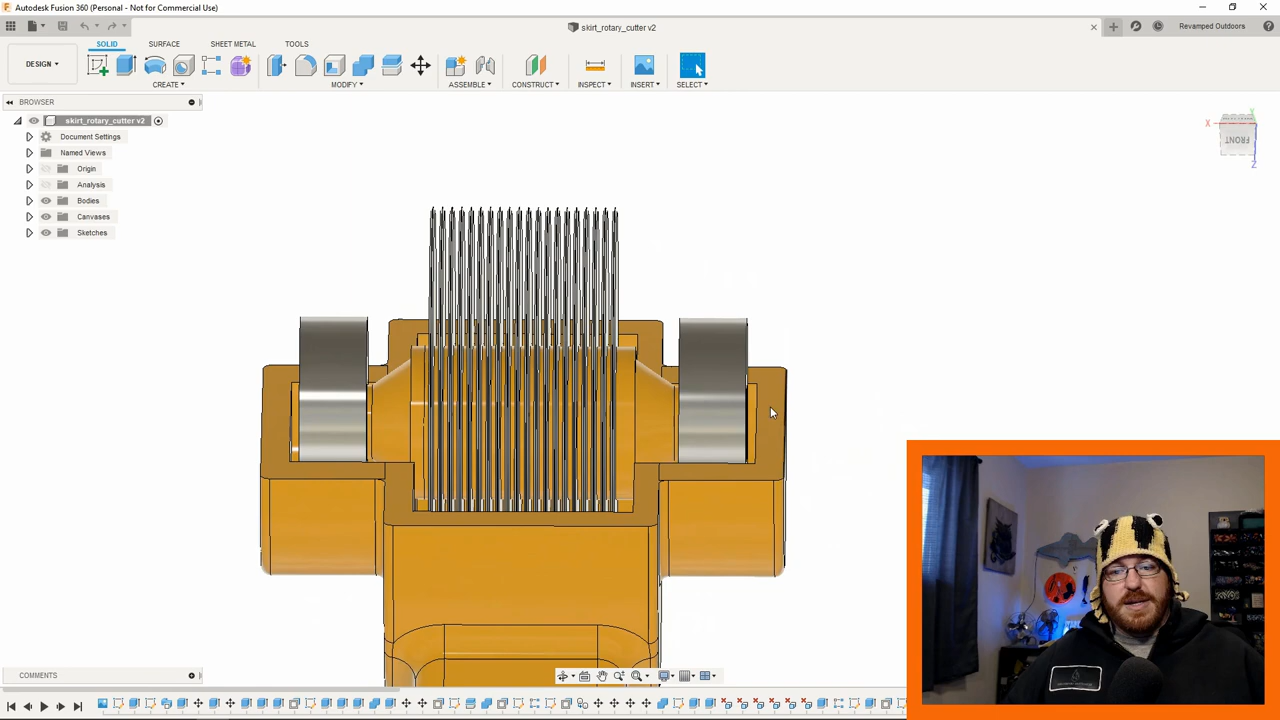 Autodesk Fusion 360 (Personal - Not for Commercial Use)
skirt_rotary_cutter v2
Revamped Outdoors
SOLID SURFACE SHEET METAL TOOLS
DESIGN
CREATE MODIFY ASSEMBLE CONSTRUCT INSPECT INSERT SELECT
BROWSER
skirt_rotary_cutter v2
Document Settings
Named Views
Origin
Analysis
Bodies
Canvases
Sketches
FRONT
X
Y
Z
COMMENTS